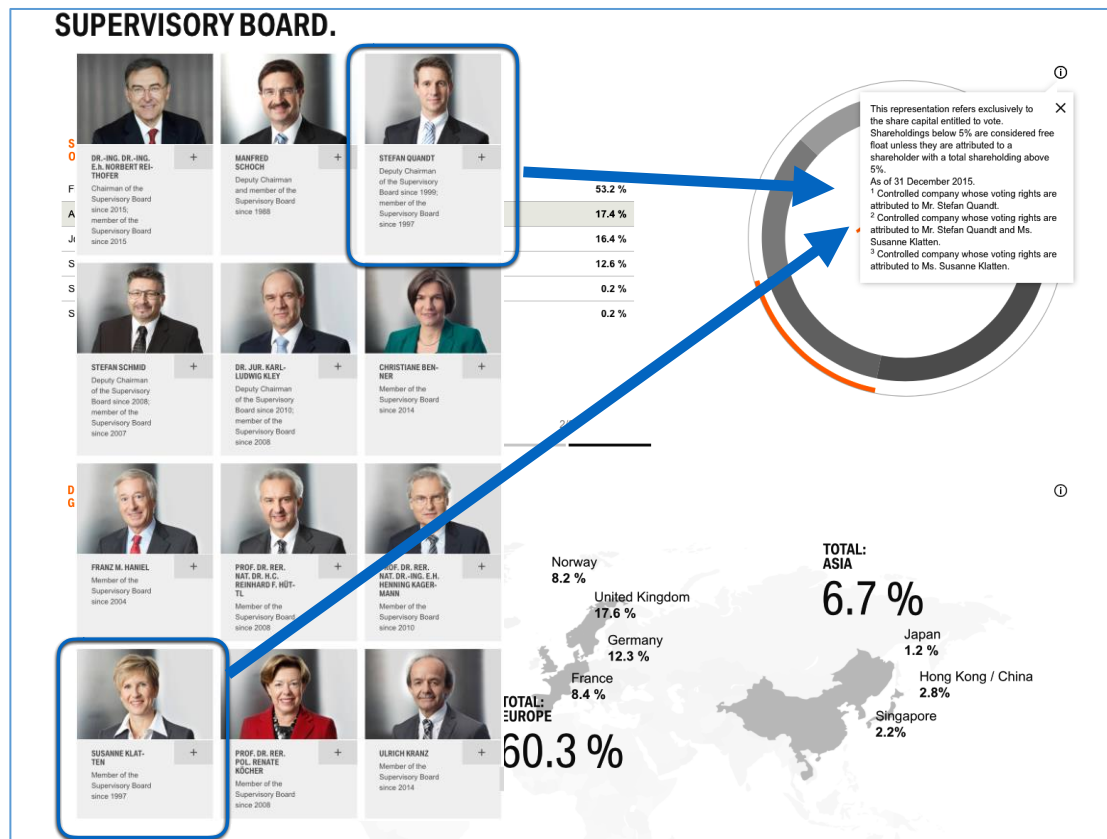 SUPERVISORY BOARD.
DR.-ING. DR.-ING.
E.h. NORBERT REI-
THOFER
+
Chairman of the
Supervisory Board
since 2015;
member of the
Supervisory Board
since 2015
MANFRED
SCHOCH
+
Deputy Chairman
and member of the
Supervisory Board
since 1988
STEFAN QUANDT
+
Deputy Chairman
of the Supervisory
Board since 1999;
member of the
Supervisory Board
since 1997
S
O
F
53.2 %
A
17.4 %
16.4 %
S
12.6 %
S
0.2 %
S
0.2 %
This representation refers exclusively to
the share capital entitled to vote.
Shareholdings below 5% are considered free
float unless they are attributed to a
shareholder with a total shareholding above
5%.
As of 31 December 2015.
1 Controlled company whose voting rights are
attributed to Mr. Stefan Quandt.
2 Controlled company whose voting rights are
attributed to Mr. Stefan Quandt and Ms.
Susanne Klatten.
3 Controlled company whose voting rights are
attributed to Ms. Susanne Klatten.
STEFAN SCHMID
+
Deputy Chairman
of the Supervisory
Board since 2008;
member of the
Supervisory Board
since 2007
DR. JUR. KARL-
LUDWIG KLEY
+
Deputy Chairman
of the Supervisory
Board since 2010;
member of the
Supervisory Board
since 2008
CHRISTIANE BEN-
NER
+
Member of the
Supervisory Board
since 2014
D
G
FRANZ M. HANIEL
+
Member of the
Supervisory Board
since 2004
PROF. DR. RER.
NAT. DR. H.C.
REINHARD F. HÜT-
TL
+
Member of the
Supervisory Board
since 2008
PROF. DR. RER.
NAT. DR.-ING. E.H.
HENNING KAGER-
MANN
+
Member of the
Supervisory Board
since 2010
SUSANNE KLAT-
TEN
+
Member of the
Supervisory Board
since 1997
PROF. DR. RER.
POL. RENATE
KÖCHER
+
Member of the
Supervisory Board
since 2008
ULRICH KRANZ
+
Member of the
Supervisory Board
since 2014
Norway
8.2 %
United Kingdom
17.6 %
Germany
12.3 %
France
8.4 %
TOTAL:
EUROPE
60.3 %
TOTAL:
ASIA
6.7 %
Japan
1.2 %
Hong Kong / China
2.8%
Singapore
2.2%